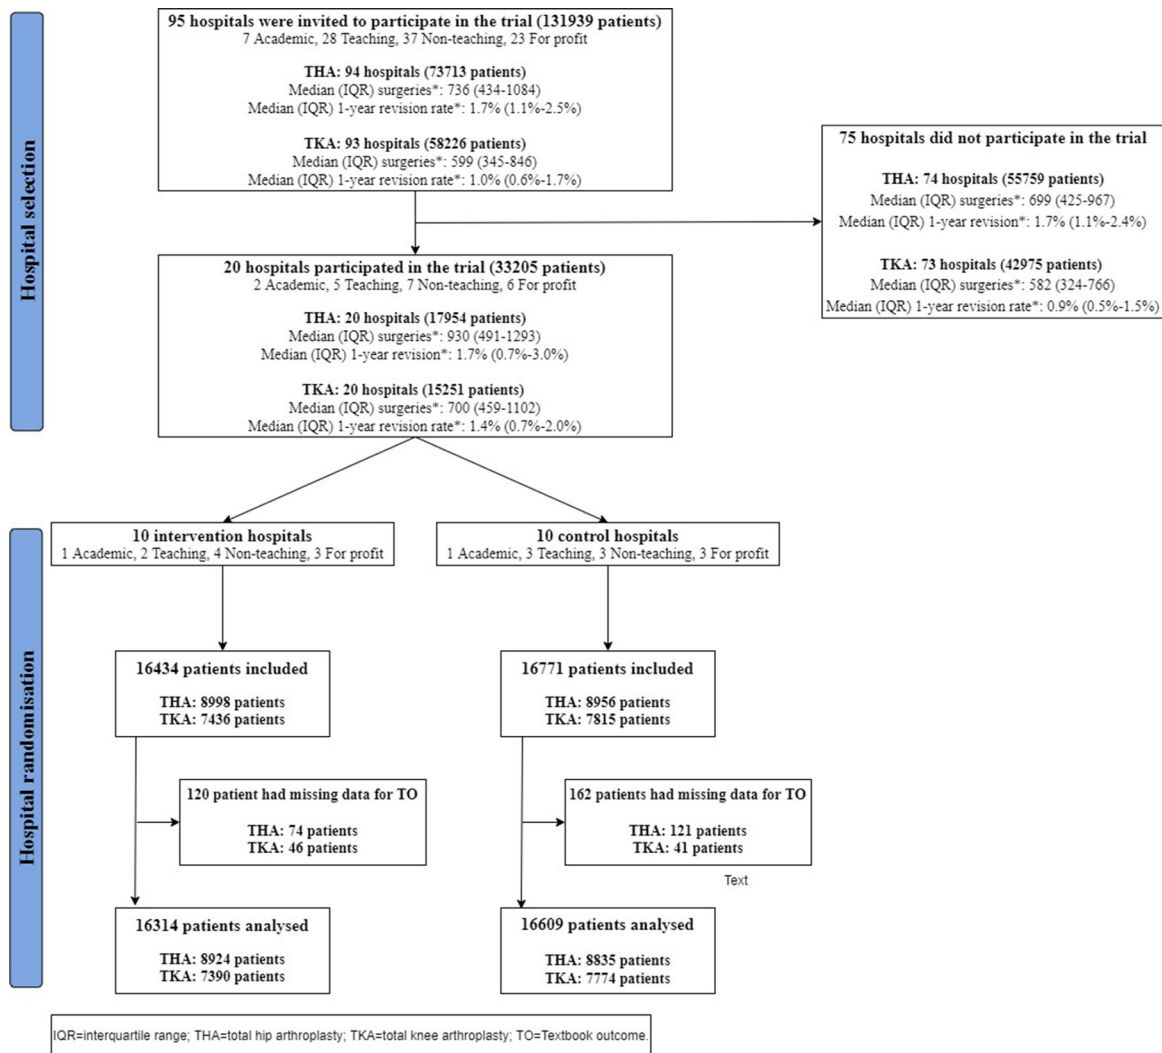 Hospital selection
95 hospitals were invited to participate in the trial (131939 patients)
7 Academic, 28 Teaching, 37 Non-teaching, 23 For profit
THA: 94 hospitals (73713 patients)
Median (IQR) surgeries*: 736 (434-1084)
Median (IQR) 1-year revision rate*: 1.7% (1.1%-2.5%)
TKA: 93 hospitals (58226 patients)
Median (IQR) surgeries*: 599 (345-846)
Median (IQR) 1-year revision rate*: 1.0% (0.6%-1.7%)
75 hospitals did not participate in the trial
THA: 74 hospitals (55759 patients)
Median (IQR) surgeries*: 699 (425-967)
Median (IQR) 1-year revision*: 1.7% (1.1%-2.4%)
TKA: 73 hospitals (42975 patients)
Median (IQR) surgeries*: 582 (324-766)
Median (IQR) 1-year revision rate*: 0.9% (0.5%-1.5%)
20 hospitals participated in the trial (33205 patients)
2 Academic, 5 Teaching, 7 Non-teaching, 6 For profit
THA: 20 hospitals (17954 patients)
Median (IQR) surgeries*: 930 (491-1293)
Median (IQR) 1-year revision*: 1.7% (0.7%-3.0%)
TKA: 20 hospitals (15251 patients)
Median (IQR) surgeries*: 700 (459-1102)
Median (IQR) 1-year revision rate*: 1.4% (0.7%-2.0%)
Hospital randomisation
10 intervention hospitals
1 Academic, 2 Teaching, 4 Non-teaching, 3 For profit
10 control hospitals
1 Academic, 3 Teaching, 3 Non-teaching, 3 For profit
16434 patients included
THA: 8998 patients
TKA: 7436 patients
16771 patients included
THA: 8956 patients
TKA: 7815 patients
120 patient had missing data for TO
THA: 74 patients
TKA: 46 patients
162 patients had missing data for TO
THA: 121 patients
TKA: 41 patients
Text
16314 patients analysed
THA: 8924 patients
TKA: 7390 patients
16609 patients analysed
THA: 8835 patients
TKA: 7774 patients
IQR=interquartile range; THA=total hip arthroplasty; TKA=total knee arthroplasty; TO=Textbook outcome.